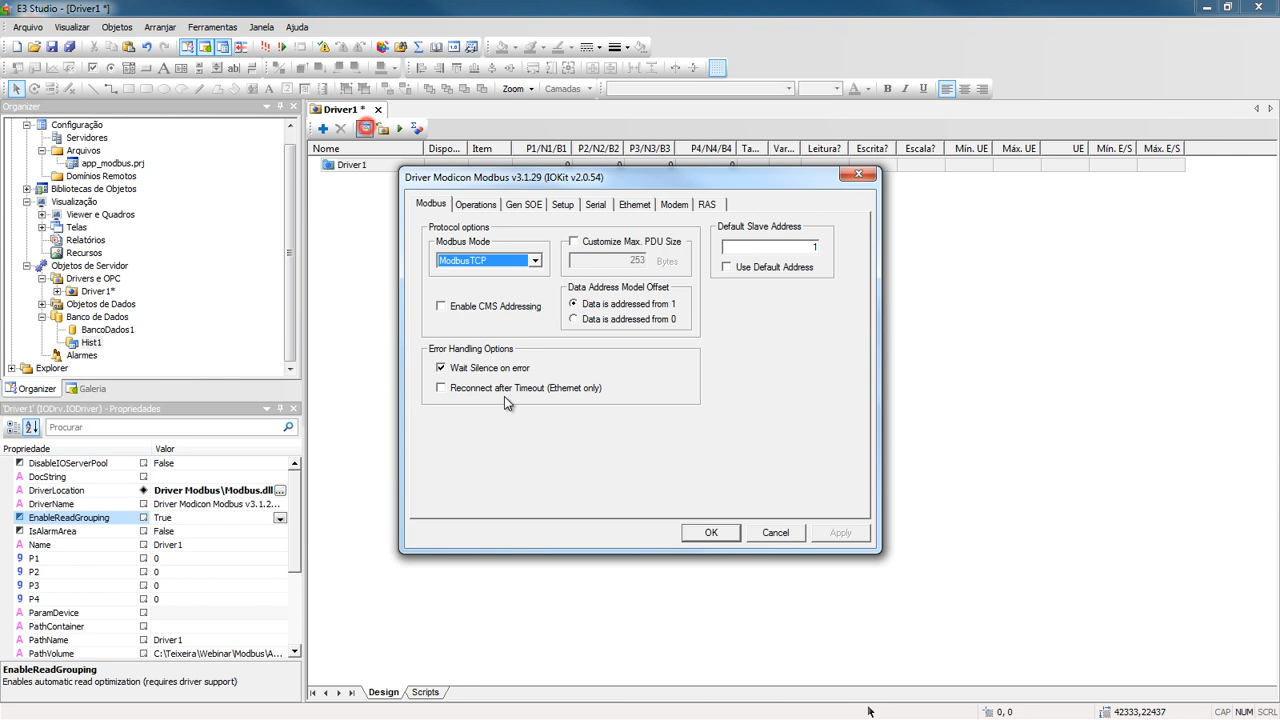 E3 Studio - [Driver1 *]
Arquivo Visualizar Objetos Arranjar Ferramentas Janela Ajuda
Zoom Camadas B I U
Organizer
Configuração
Servidores
Arquivos
app_modbus.prj
Domínios Remotos
Bibliotecas de Objetos
Visualização
Viewer e Quadros
Telas
Relatórios
Recursos
Objetos de Servidor
Drivers e OPC
Driver1*
Objetos de Dados
Banco de Dados
BancoDados1
Hist1
Alarmes
Explorer
Organizer Galeria
'Driver1' (IODrv.IODriver) - Propriedades
Procurar
Propriedade Valor
DisableIOServerPool False
DocString
DriverLocation Driver Modbus\Modbus.dll ...
DriverName Driver Modicon Modbus v3.1.2...
EnableReadGrouping True
IsAlarmArea False
Name Driver1
P1 0
P2 0
P3 0
P4 0
ParamDevice
PathContainer
PathName Driver1
PathVolume C:\Teixeira\Webinar\Modbus\A...
EnableReadGrouping
Enables automatic read optimization (requires driver support)
Driver1 *
Nome Dispo... Item P1/N1/B1 P2/N2/B2 P3/N3/B3 P4/N4/B4 Ta... Var... Leitura? Escrita? Escala? Mín. UE Máx. UE UE Mín. E/S Máx. E/S
Driver1
Driver Modicon Modbus v3.1.29 (IOKit v2.0.54)
Modbus Operations Gen SOE Setup Serial Ethernet Modem RAS
Protocol options
Modbus Mode
ModbusTCP
Enable CMS Addressing
Customize Max. PDU Size
253 Bytes
Data Address Model Offset
Data is addressed from 1
Data is addressed from 0
Default Slave Address
1
Use Default Address
Error Handling Options
Wait Silence on error
Reconnect after Timeout (Ethernet only)
OK Cancel Apply
Design Scripts
0, 0 42333,22437 CAP NUM SCRL